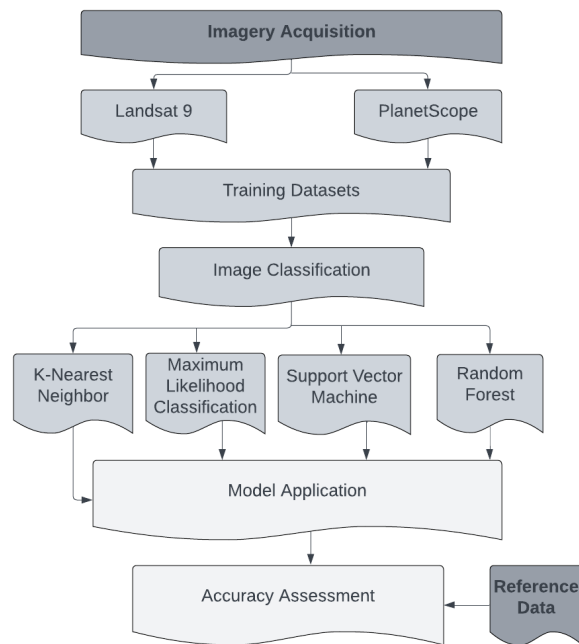 Imagery Acquisition
Landsat 9
PlanetScope
Training Datasets
Image Classification
K-Nearest
Neighbor
Maximum
Likelihood
Classification
Support Vector
Machine
Random
Forest
Model Application
Accuracy Assessment
Reference
Data